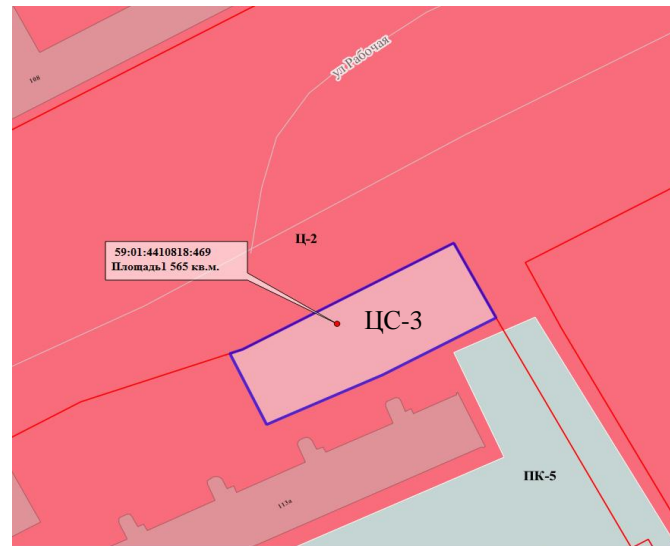 ул.Рабочая
108
Ц-2
59:01:4410818:469
Площадь1 565 кв.м.
ЦС-3
ПК-5
113а